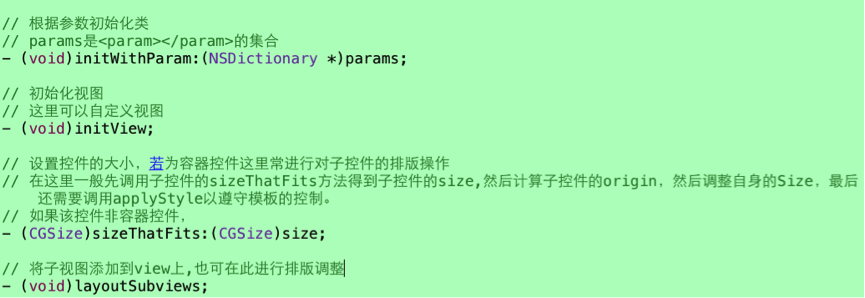 // 根据参数初始化类
// params是<param></param>的集合
- (void)initWithParam:(NSDictionary *)params;
// 初始化视图
// 这里可以自定义视图
- (void)initView;
// 设置控件的大小，若为容器控件这里常进行对子控件的排版操作
// 在这里一般先调用子控件的sizeThatFits方法得到子控件的size,然后计算子控件的origin，然后调整自身的Size，最后
还需要调用applyStyle以遵守模板的控制。
// 如果该控件非容器控件，
- (CGSize)sizeThatFits:(CGSize)size;
// 将子视图添加到view上,也可在此进行排版调整
- (void)layoutSubviews;